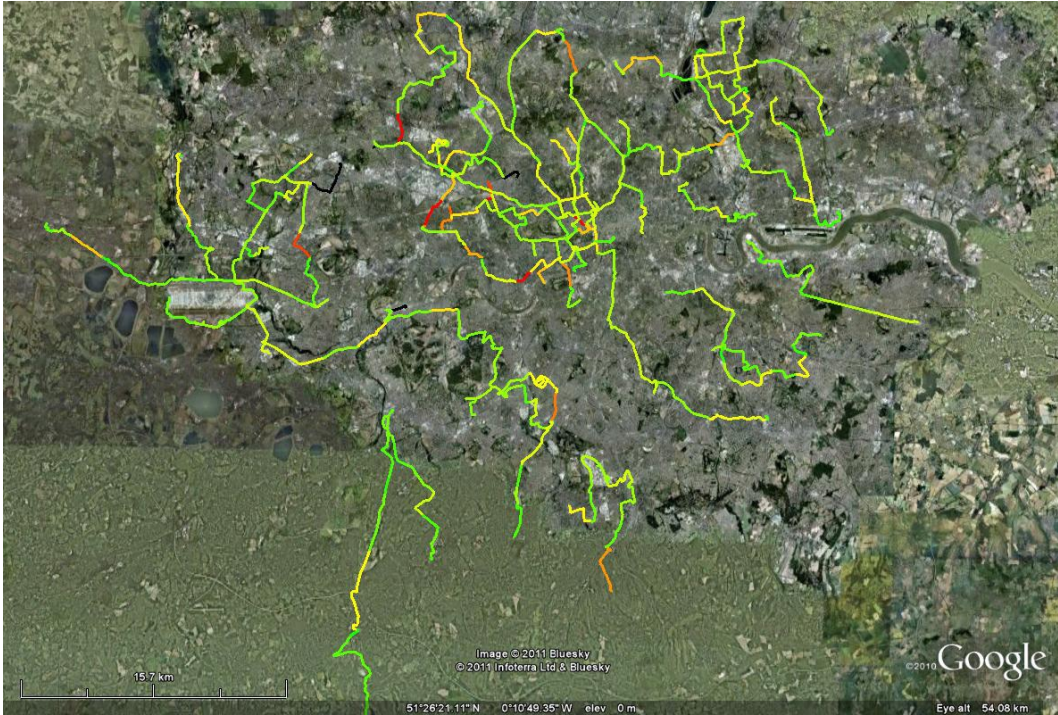 Image © 2011 Bluesky
© 2011 Infoterra Ltd & Bluesky
©2010 Google
15.7 km
51°26'21.11" N 0°10'49.35" W elev 0 m Eye alt 54.08 km